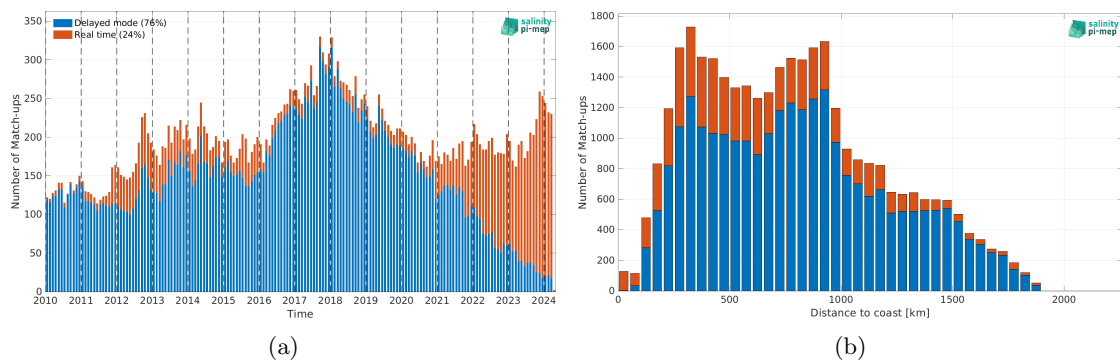 Delayed mode (76%)
Real time (24%)
salinity
pi-mep
Number of Match-ups
350
300
250
200
150
100
50
0
2010 2011 2012 2013 2014 2015 2016 2017 2018 2019 2020 2021 2022 2023 2024
Time
(a)
salinity
pi-mep
Number of Match-ups
1800
1600
1400
1200
1000
800
600
400
200
0
0 500 1000 1500 2000
Distance to coast [km]
(b)